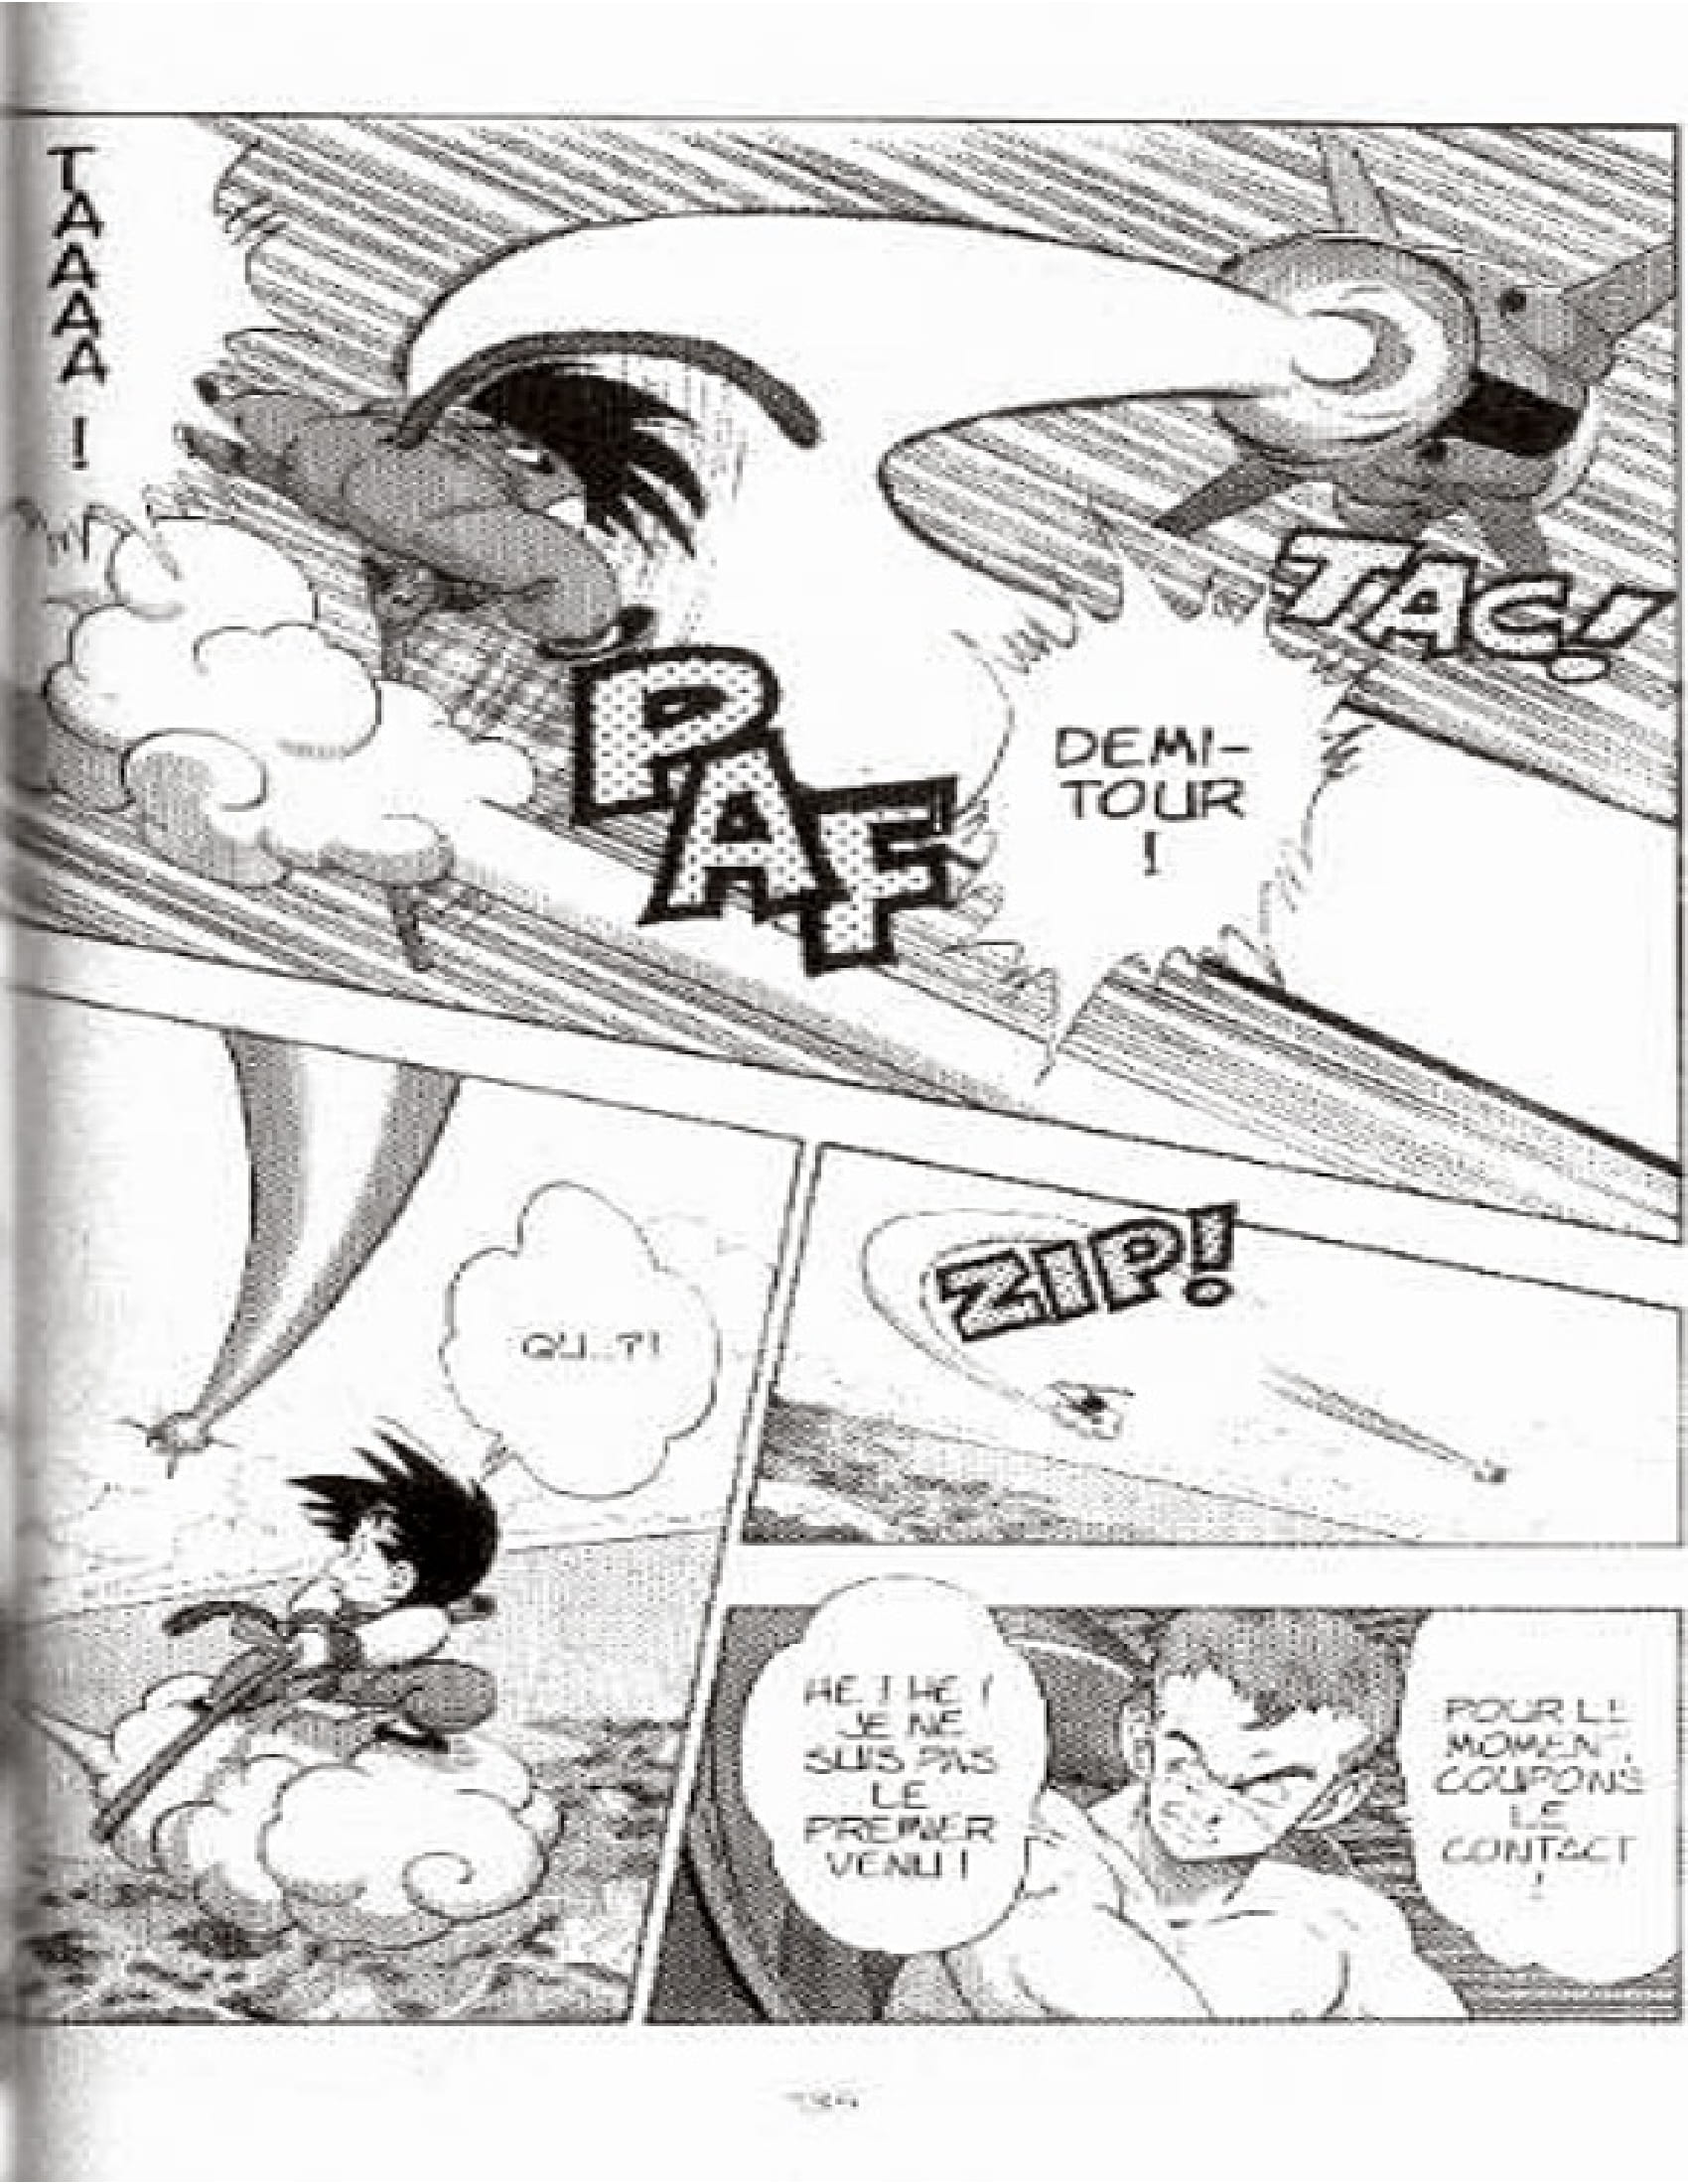 TAAAA !
TAC!
PAF
DEMI-
TOUR
!
ZIP!
QU...?!
HE ! HE !
JE NE
SUIS PAS
LE
PREMIER
VENU !
POUR LE
MOMENT,
COUPONS
LE
CONTACT
!